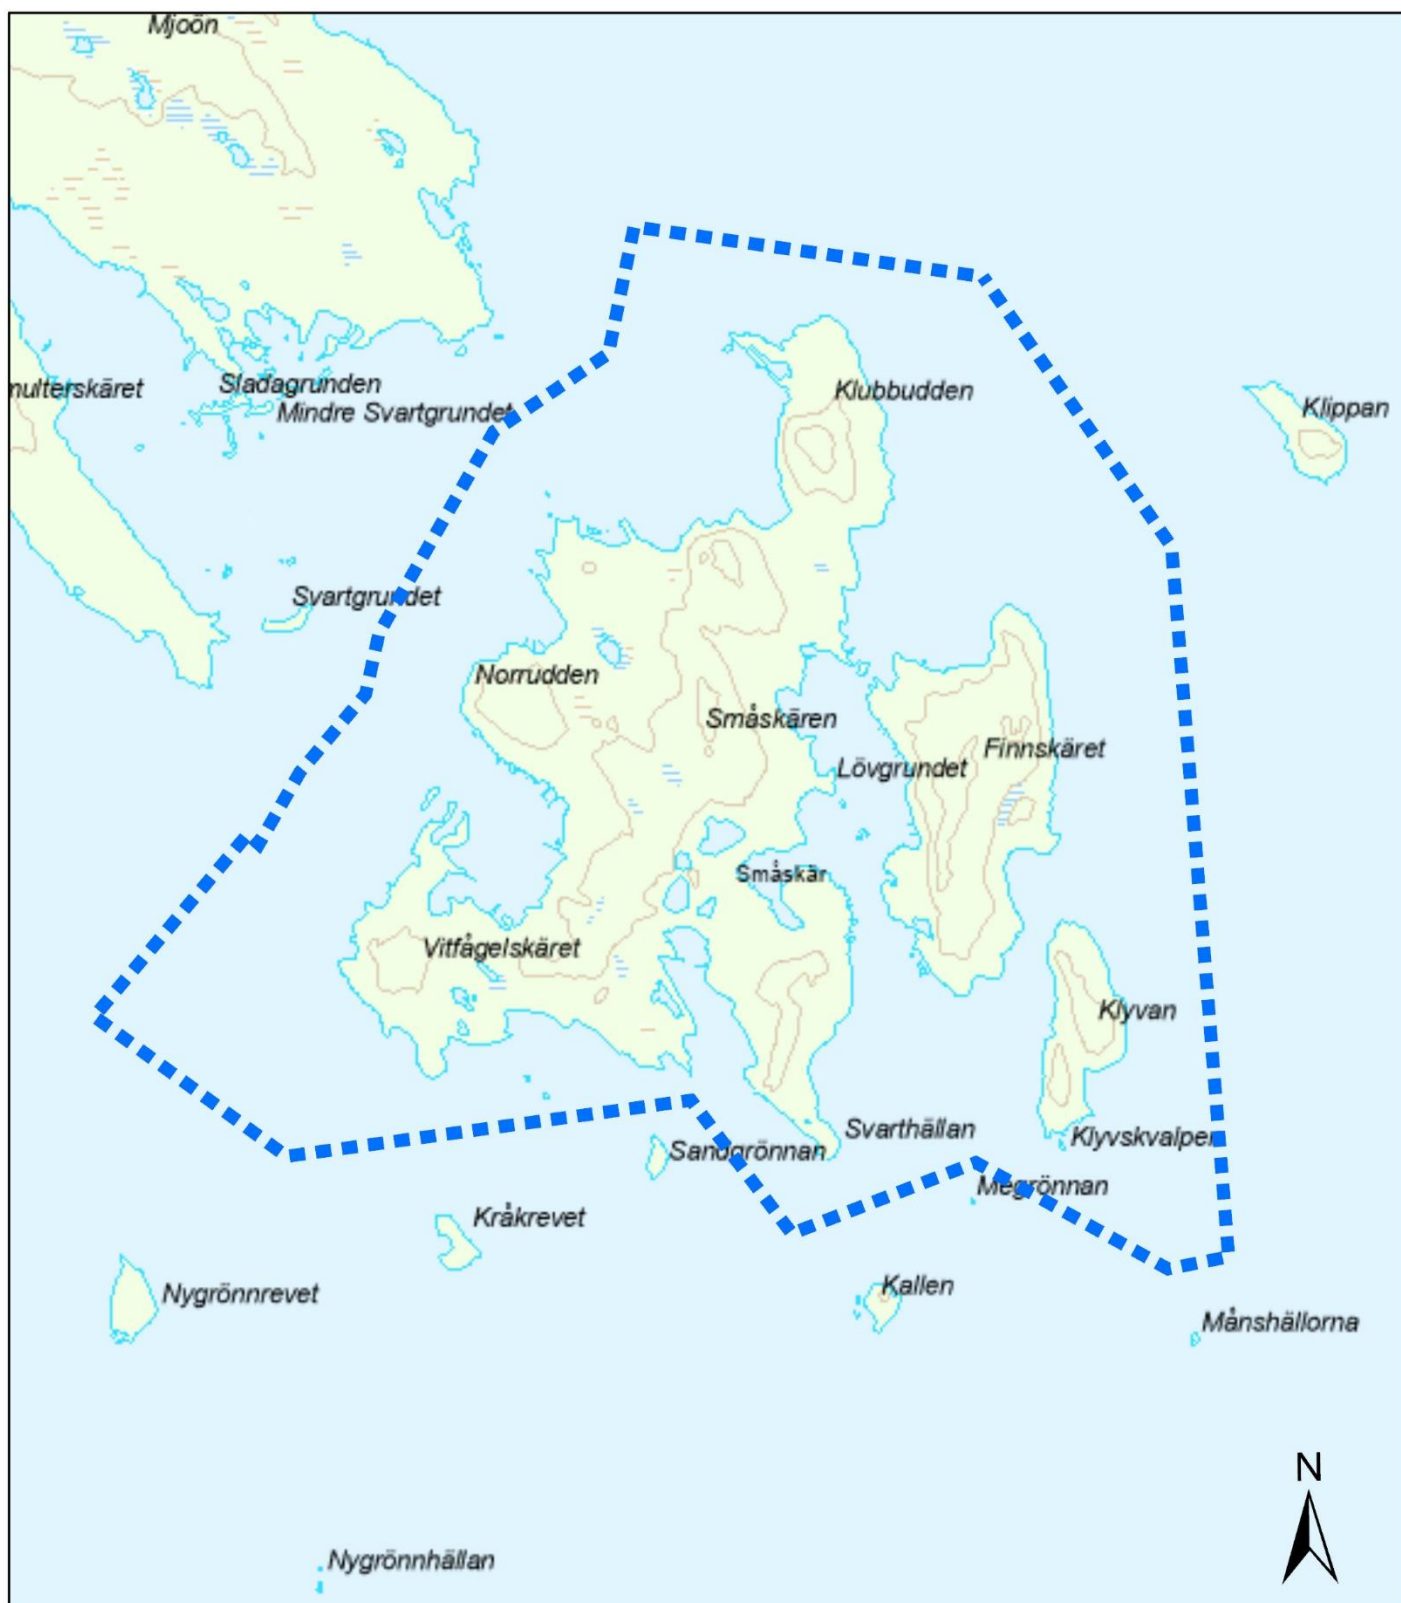 Mjoön
Sladagrunden
multerskäret
Klubbudden
Mindre Svartgrundet
Klippan
Svartgrundet
Norrudden
Småskären
Finnskäret
Lövgrundet
Småskär
Vitfågelskäret
Klyvan
Svarthällan
Klyvskvalpen
Sandgrönnan
Megrönnan
Kråkrevet
Kallen
Nygrönnrevet
Månshällorna
N
Nygrönnhällan